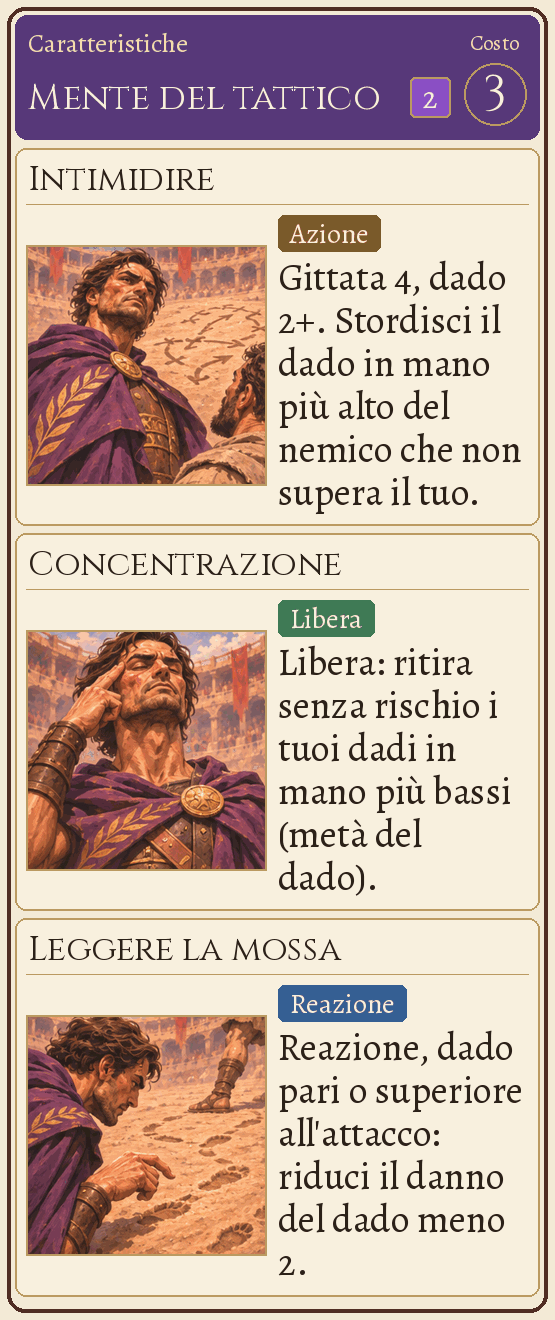 Caratteristiche
Costo
Mente del tattico
2
3
Intimidire
Azione
Gittata 4, dado
2+. Stordisci il
dado in mano
più alto del
nemico che non
supera il tuo.
Concentrazione
Libera
Libera: ritira
senza rischio i
tuoi dadi in
mano più bassi
(metà del
dado).
Leggere la mossa
Reazione
Reazione, dado
pari o superiore
all'attacco:
riduci il danno
del dado meno
2.